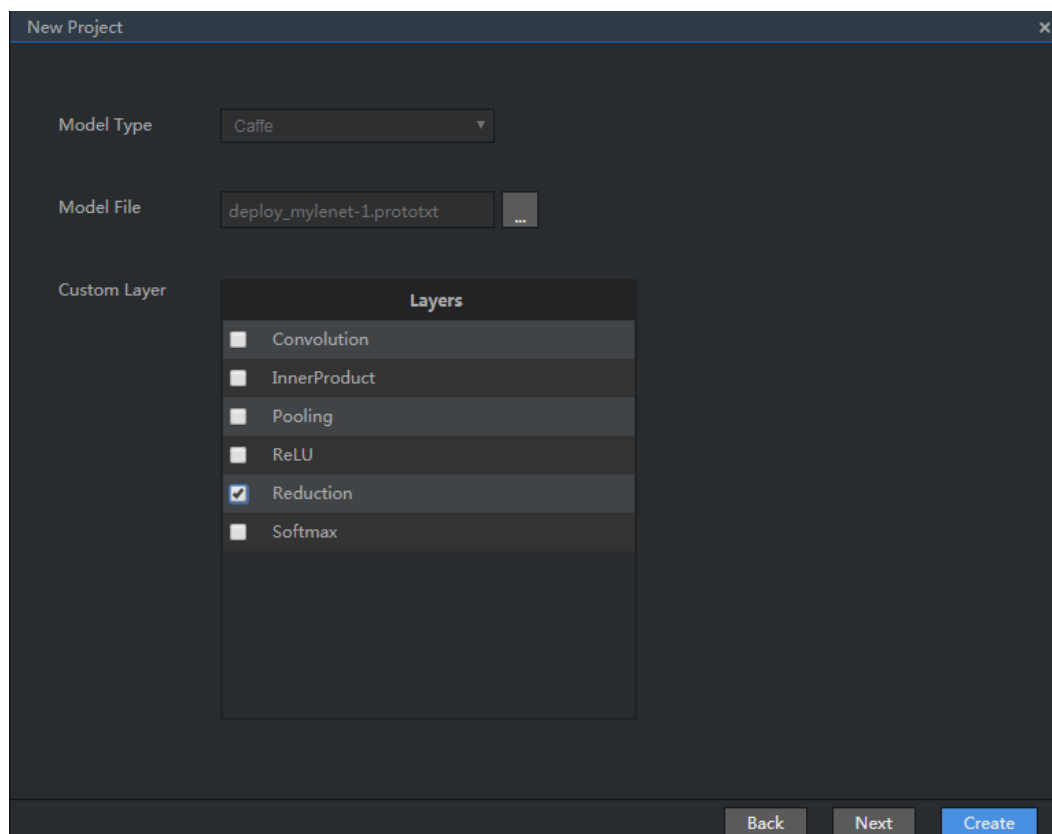 New Project
×
Model Type
Caffe
Model File
deploy_mylenet-1.prototxt
...
Custom Layer
Layers
Convolution
InnerProduct
Pooling
ReLU
Reduction
Softmax
Back
Next
Create